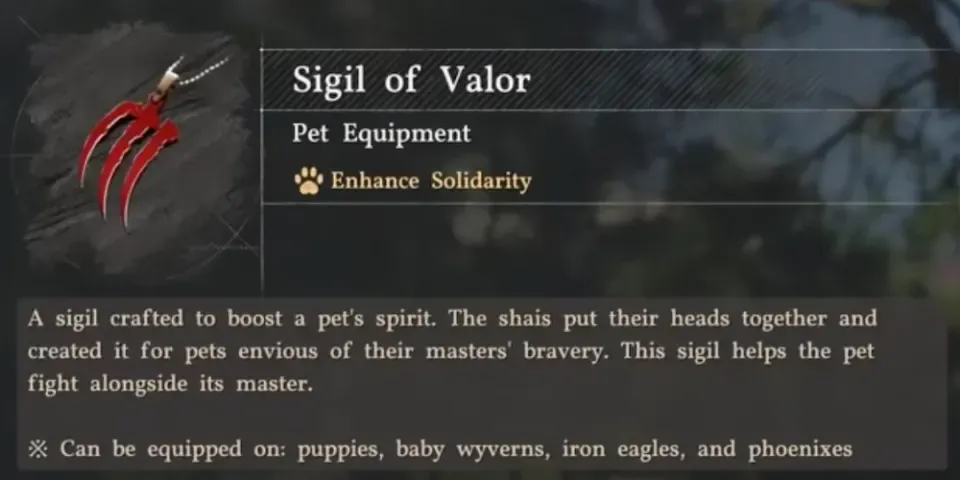 Sigil of Valor
Pet Equipment
Enhance Solidarity
A sigil crafted to boost a pet's spirit. The shais put their heads together and
created it for pets envious of their masters' bravery. This sigil helps the pet
fight alongside its master.
※ Can be equipped on: puppies, baby wyverns, iron eagles, and phoenixes